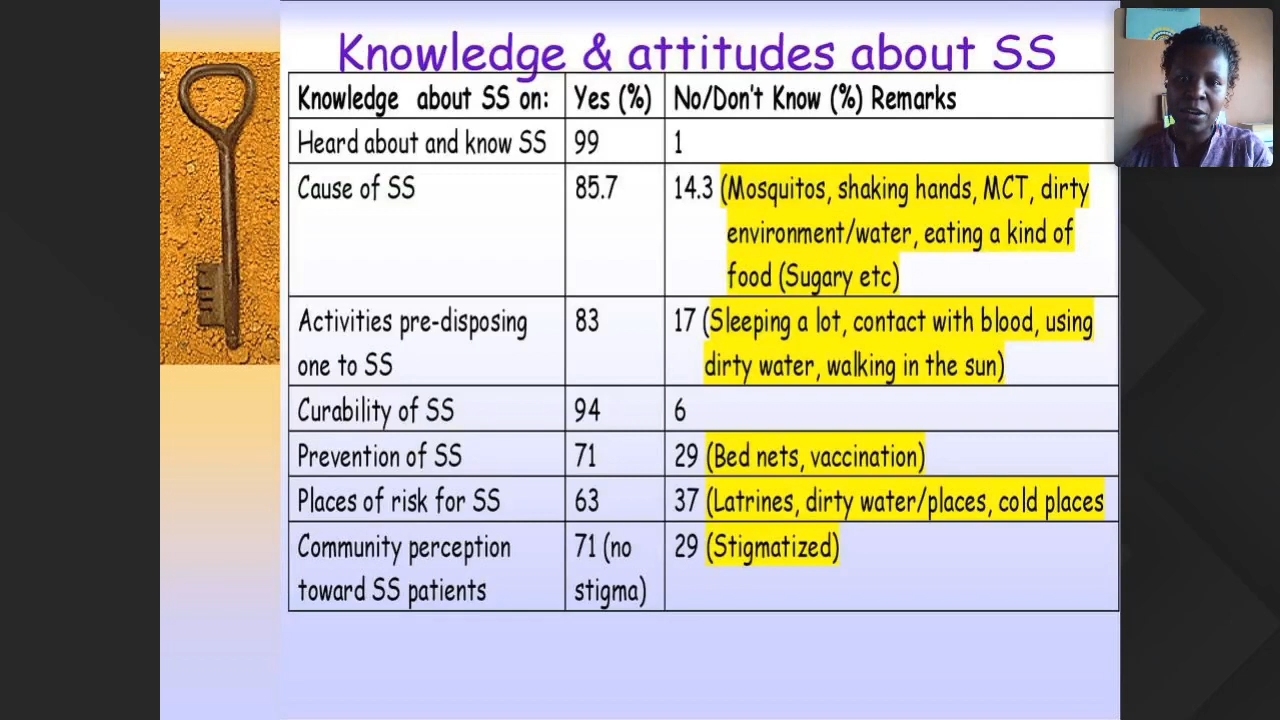 Knowledge & attitudes about SS
Knowledge about SS on: Yes (%) No/Don't Know (%) Remarks
Heard about and know SS 99 1
Cause of SS 85.7 14.3 (Mosquitos, shaking hands, MCT, dirty
environment/water, eating a kind of
food (Sugary etc)
Activities pre-disposing 83 17 (Sleeping a lot, contact with blood, using
one to SS dirty water, walking in the sun)
Curability of SS 94 6
Prevention of SS 71 29 (Bed nets, vaccination)
Places of risk for SS 63 37 (Latrines, dirty water/places, cold places
Community perception 71 (no 29 (Stigmatized)
toward SS patients stigma)